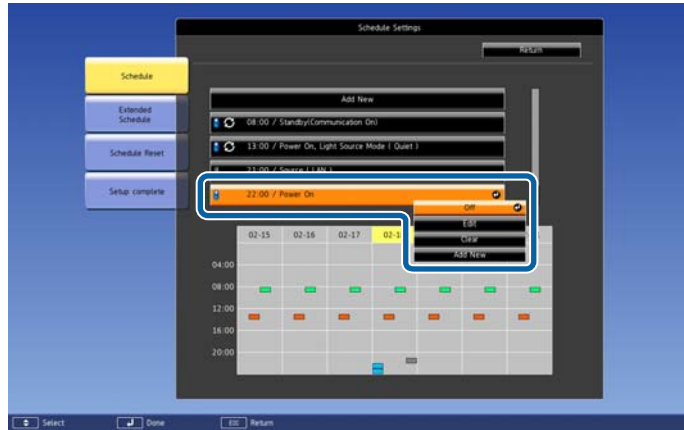 Schedule Settings
Return
Schedule
Extended
Schedule
Schedule Reset
Setup complete
Add New
08:00 / Standby(Communication On)
13:00 / Power On, Light Source Mode ( Quiet )
21:00 / Source ( LAN )
22:00 / Power On
Off
Edit
Clear
Add New
02-15 02-16 02-17 02-18
04:00
08:00
12:00
16:00
20:00
Select Done Esc Return